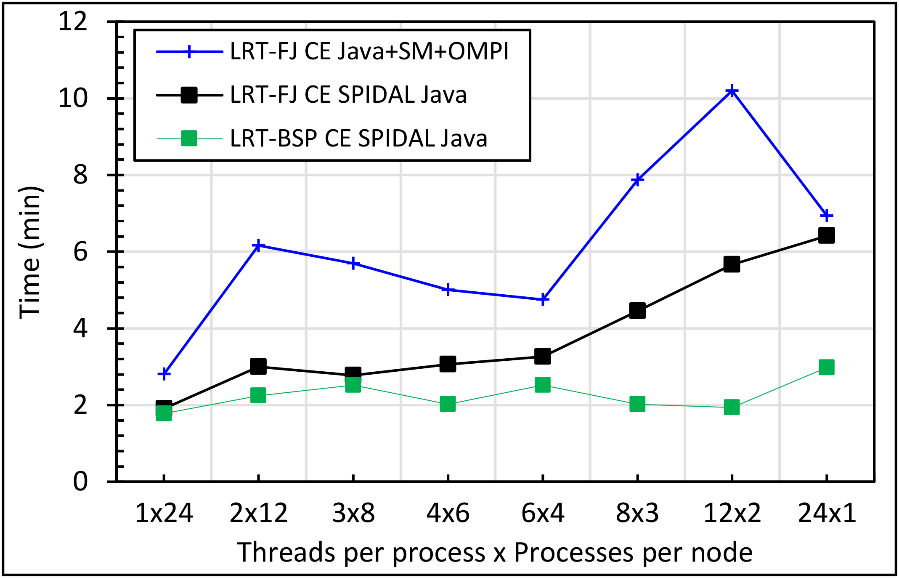 12
10
8
6
4
2
0
Time (min)
LRT-FJ CE Java+SM+OMPI
LRT-FJ CE SPIDAL Java
LRT-BSP CE SPIDAL Java
1x24 2x12 3x8 4x6 6x4 8x3 12x2 24x1
Threads per process x Processes per node